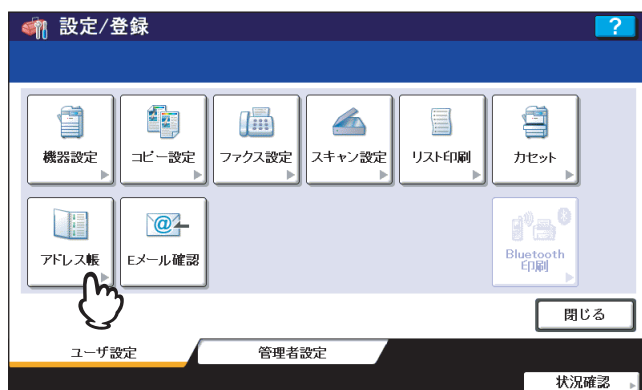 設定/登録
?
機器設定
コピー設定
ファクス設定
スキャン設定
リスト印刷
カセット
アドレス帳
Eメール確認
Bluetooth
印刷
閉じる
ユーザ設定
管理者設定
状況確認